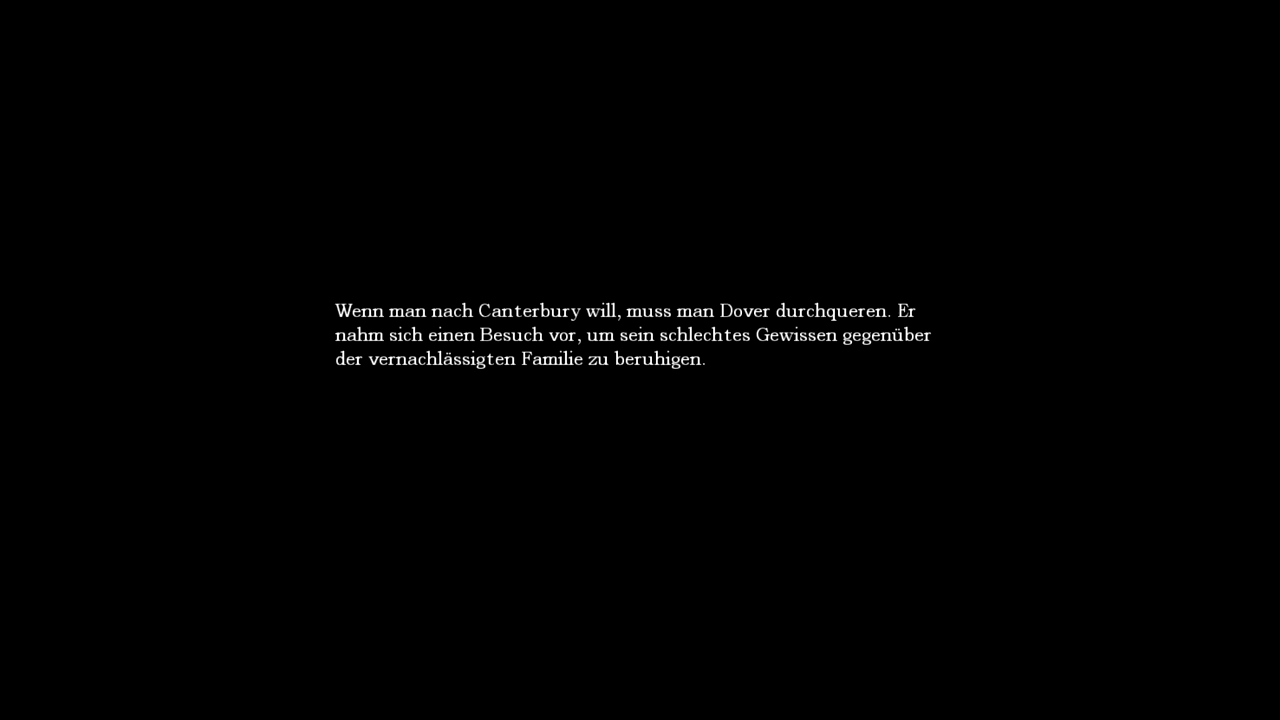 Wenn man nach Canterbury will, muss man Dover durchqueren. Er
nahm sich einen Besuch vor, um sein schlechtes Gewissen gegenüber
der vernachlässigten Familie zu beruhigen.